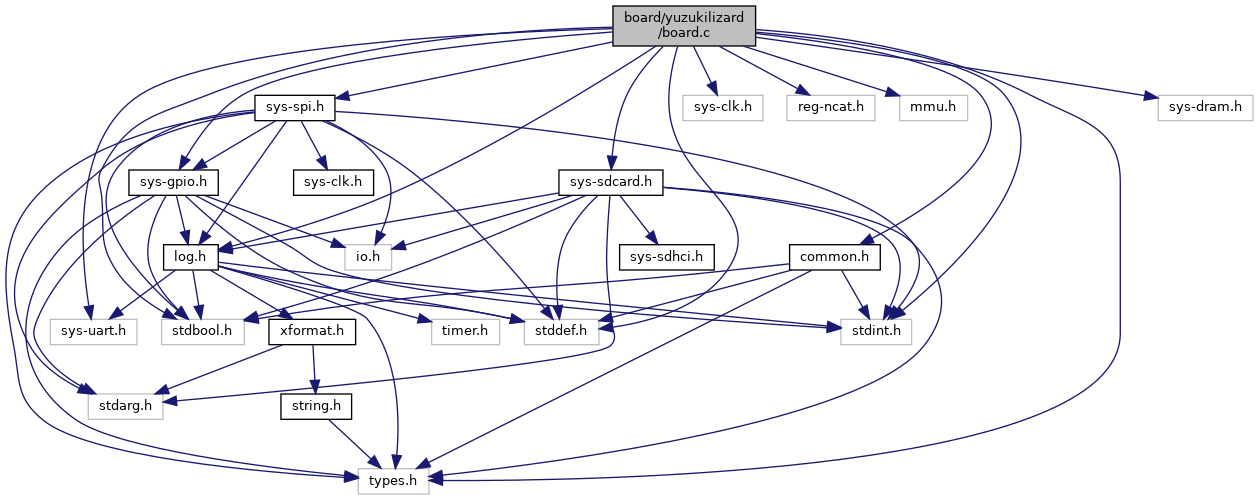 board/yuzukilizard
/board.c
sys-spi.h
sys-clk.h
reg-ncat.h
mmu.h
sys-dram.h
sys-gpio.h
sys-clk.h
sys-sdcard.h
log.h
io.h
sys-sdhci.h
common.h
sys-uart.h
stdbool.h
xformat.h
timer.h
stddef.h
stdint.h
stdarg.h
string.h
types.h